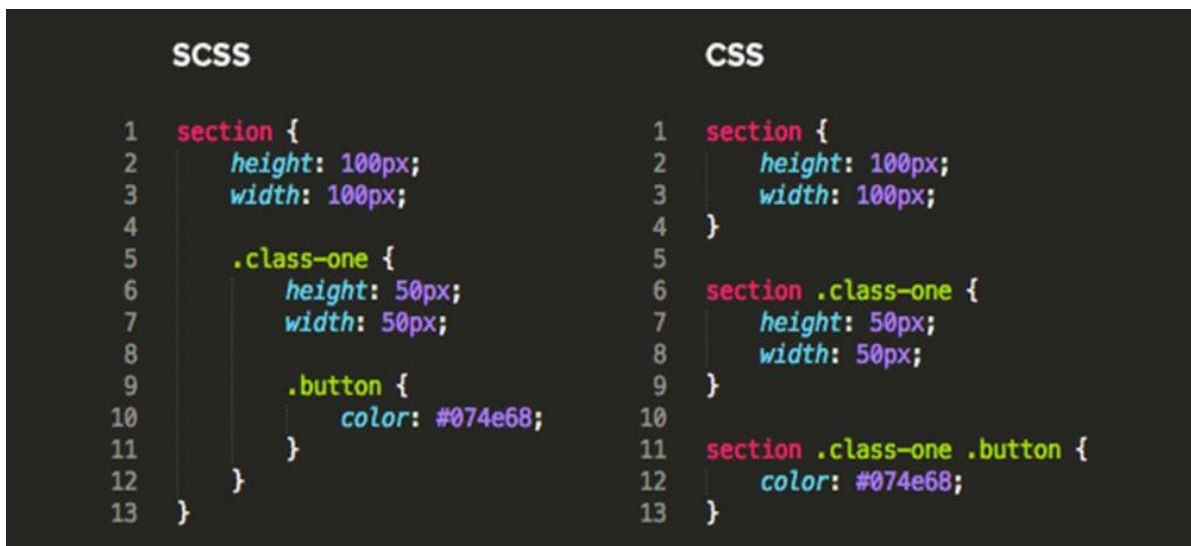 SCSS
1 section {
2 height: 100px;
3 width: 100px;
4
5 .class-one {
6 height: 50px;
7 width: 50px;
8
9 .button {
10 color: #074e68;
11 }
12 }
13 }
CSS
1 section {
2 height: 100px;
3 width: 100px;
4 }
5
6 section .class-one {
7 height: 50px;
8 width: 50px;
9 }
10
11 section .class-one .button {
12 color: #074e68;
13 }